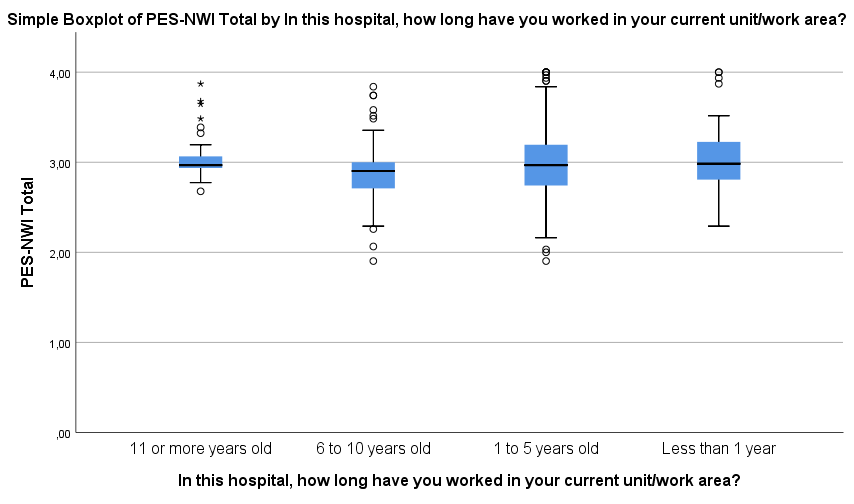 Simple Boxplot of PES-NWI Total by In this hospital, how long have you worked in your current unit/work area?
PES-NWI Total
4,00
3,00
2,00
1,00
,00
11 or more years old
6 to 10 years old
1 to 5 years old
Less than 1 year
In this hospital, how long have you worked in your current unit/work area?